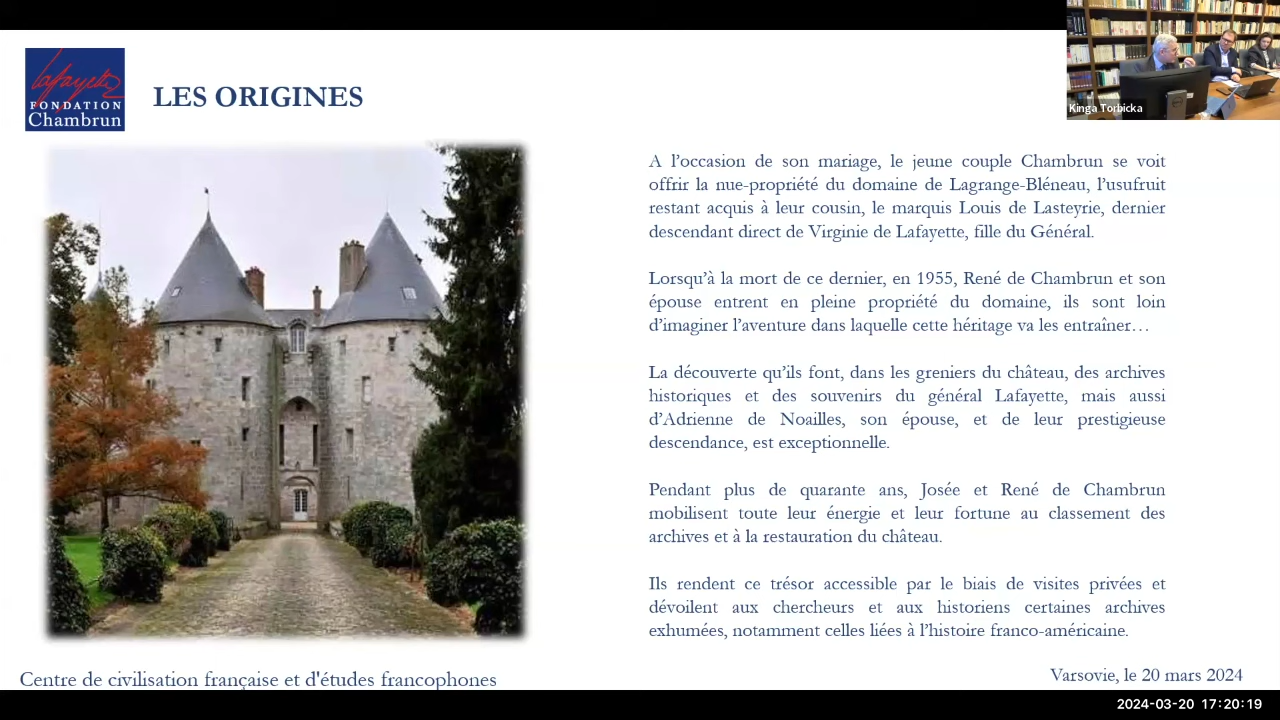 Lafayette
FONDATION
Chambrun
LES ORIGINES
Kinga Torbicka
A l’occasion de son mariage, le jeune couple Chambrun se voit
offrir la nue-propriété du domaine de Lagrange-Bléneau, l’usufruit
restant acquis à leur cousin, le marquis Louis de Lasteyrie, dernier
descendant direct de Virginie de Lafayette, fille du Général.
Lorsqu’à la mort de ce dernier, en 1955, René de Chambrun et son
épouse entrent en pleine propriété du domaine, ils sont loin
d’imaginer l’aventure dans laquelle cette héritage va les entraîner…
La découverte qu’ils font, dans les greniers du château, des archives
historiques et des souvenirs du général Lafayette, mais aussi
d’Adrienne de Noailles, son épouse, et de leur prestigieuse
descendance, est exceptionnelle.
Pendant plus de quarante ans, Josée et René de Chambrun
mobilisent toute leur énergie et leur fortune au classement des
archives et à la restauration du château.
Ils rendent ce trésor accessible par le biais de visites privées et
dévoilent aux chercheurs et aux historiens certaines archives
exhumées, notamment celles liées à l’histoire franco-américaine.
Centre de civilisation française et d'études francophones
Varsovie, le 20 mars 2024
2024-03-20 17:20:19